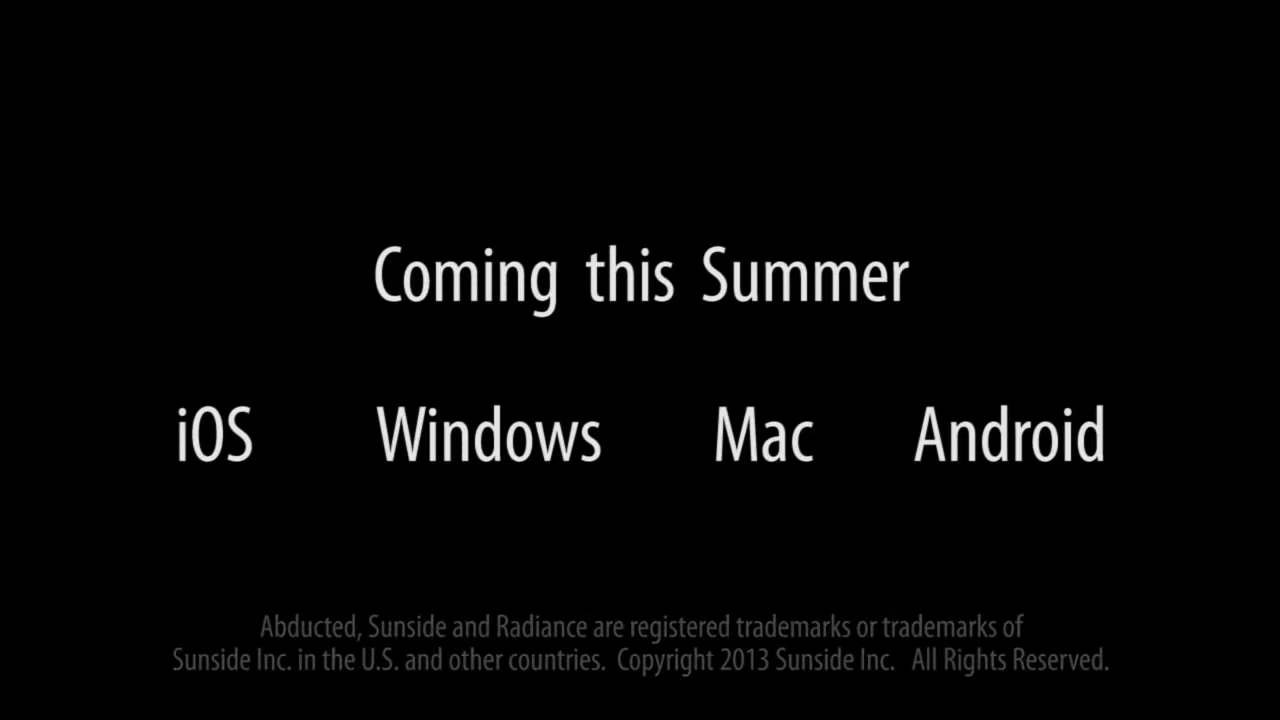 Coming this Summer
iOS Windows Mac Android
Abducted, Sunside and Radiance are registered trademarks or trademarks of
Sunside Inc. in the U.S. and other countries. Copyright 2013 Sunside Inc. All Rights Reserved.